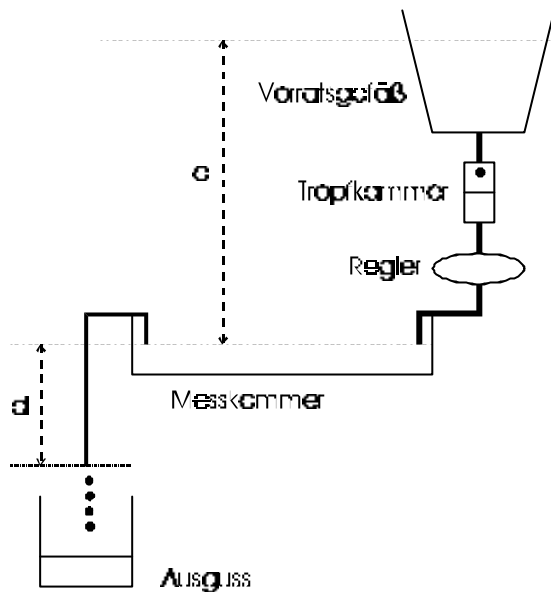 Vorratsgefäß
c
Tropfkammer
Regler
d
Messkammer
Ausguss